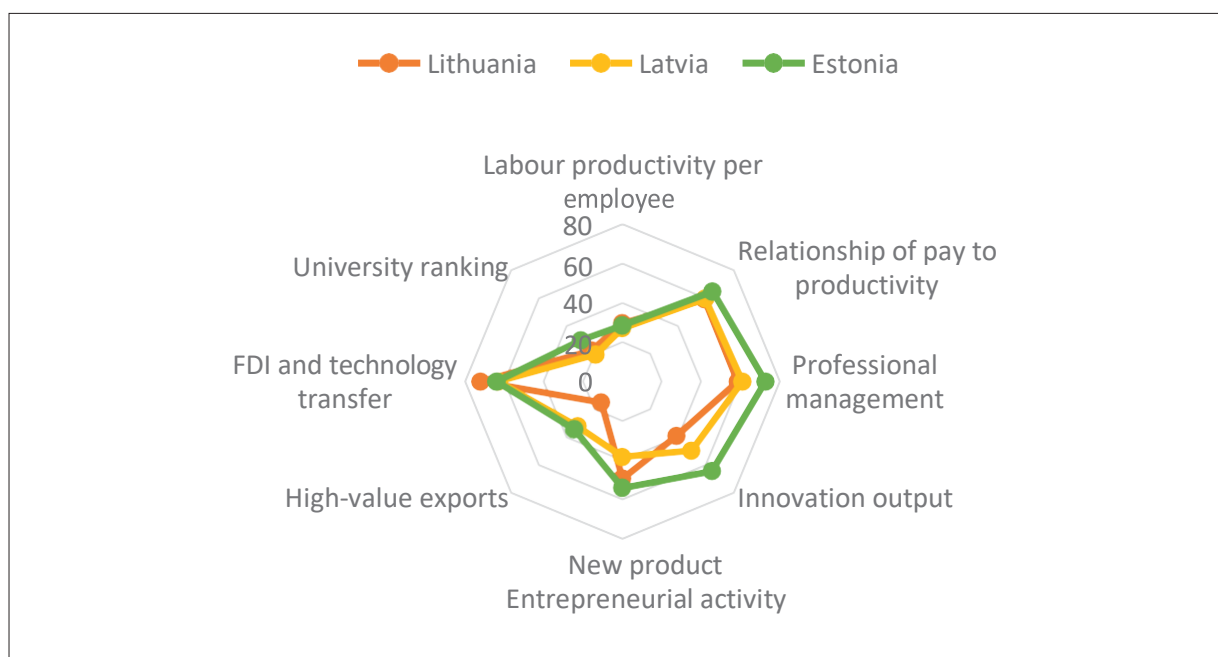 Lithuania Latvia Estonia
Labour productivity per
employee
80
60
40
20
0
Relationship of pay to
productivity
Professional
management
Innovation output
New product
Entrepreneurial activity
High-value exports
FDI and technology
transfer
University ranking